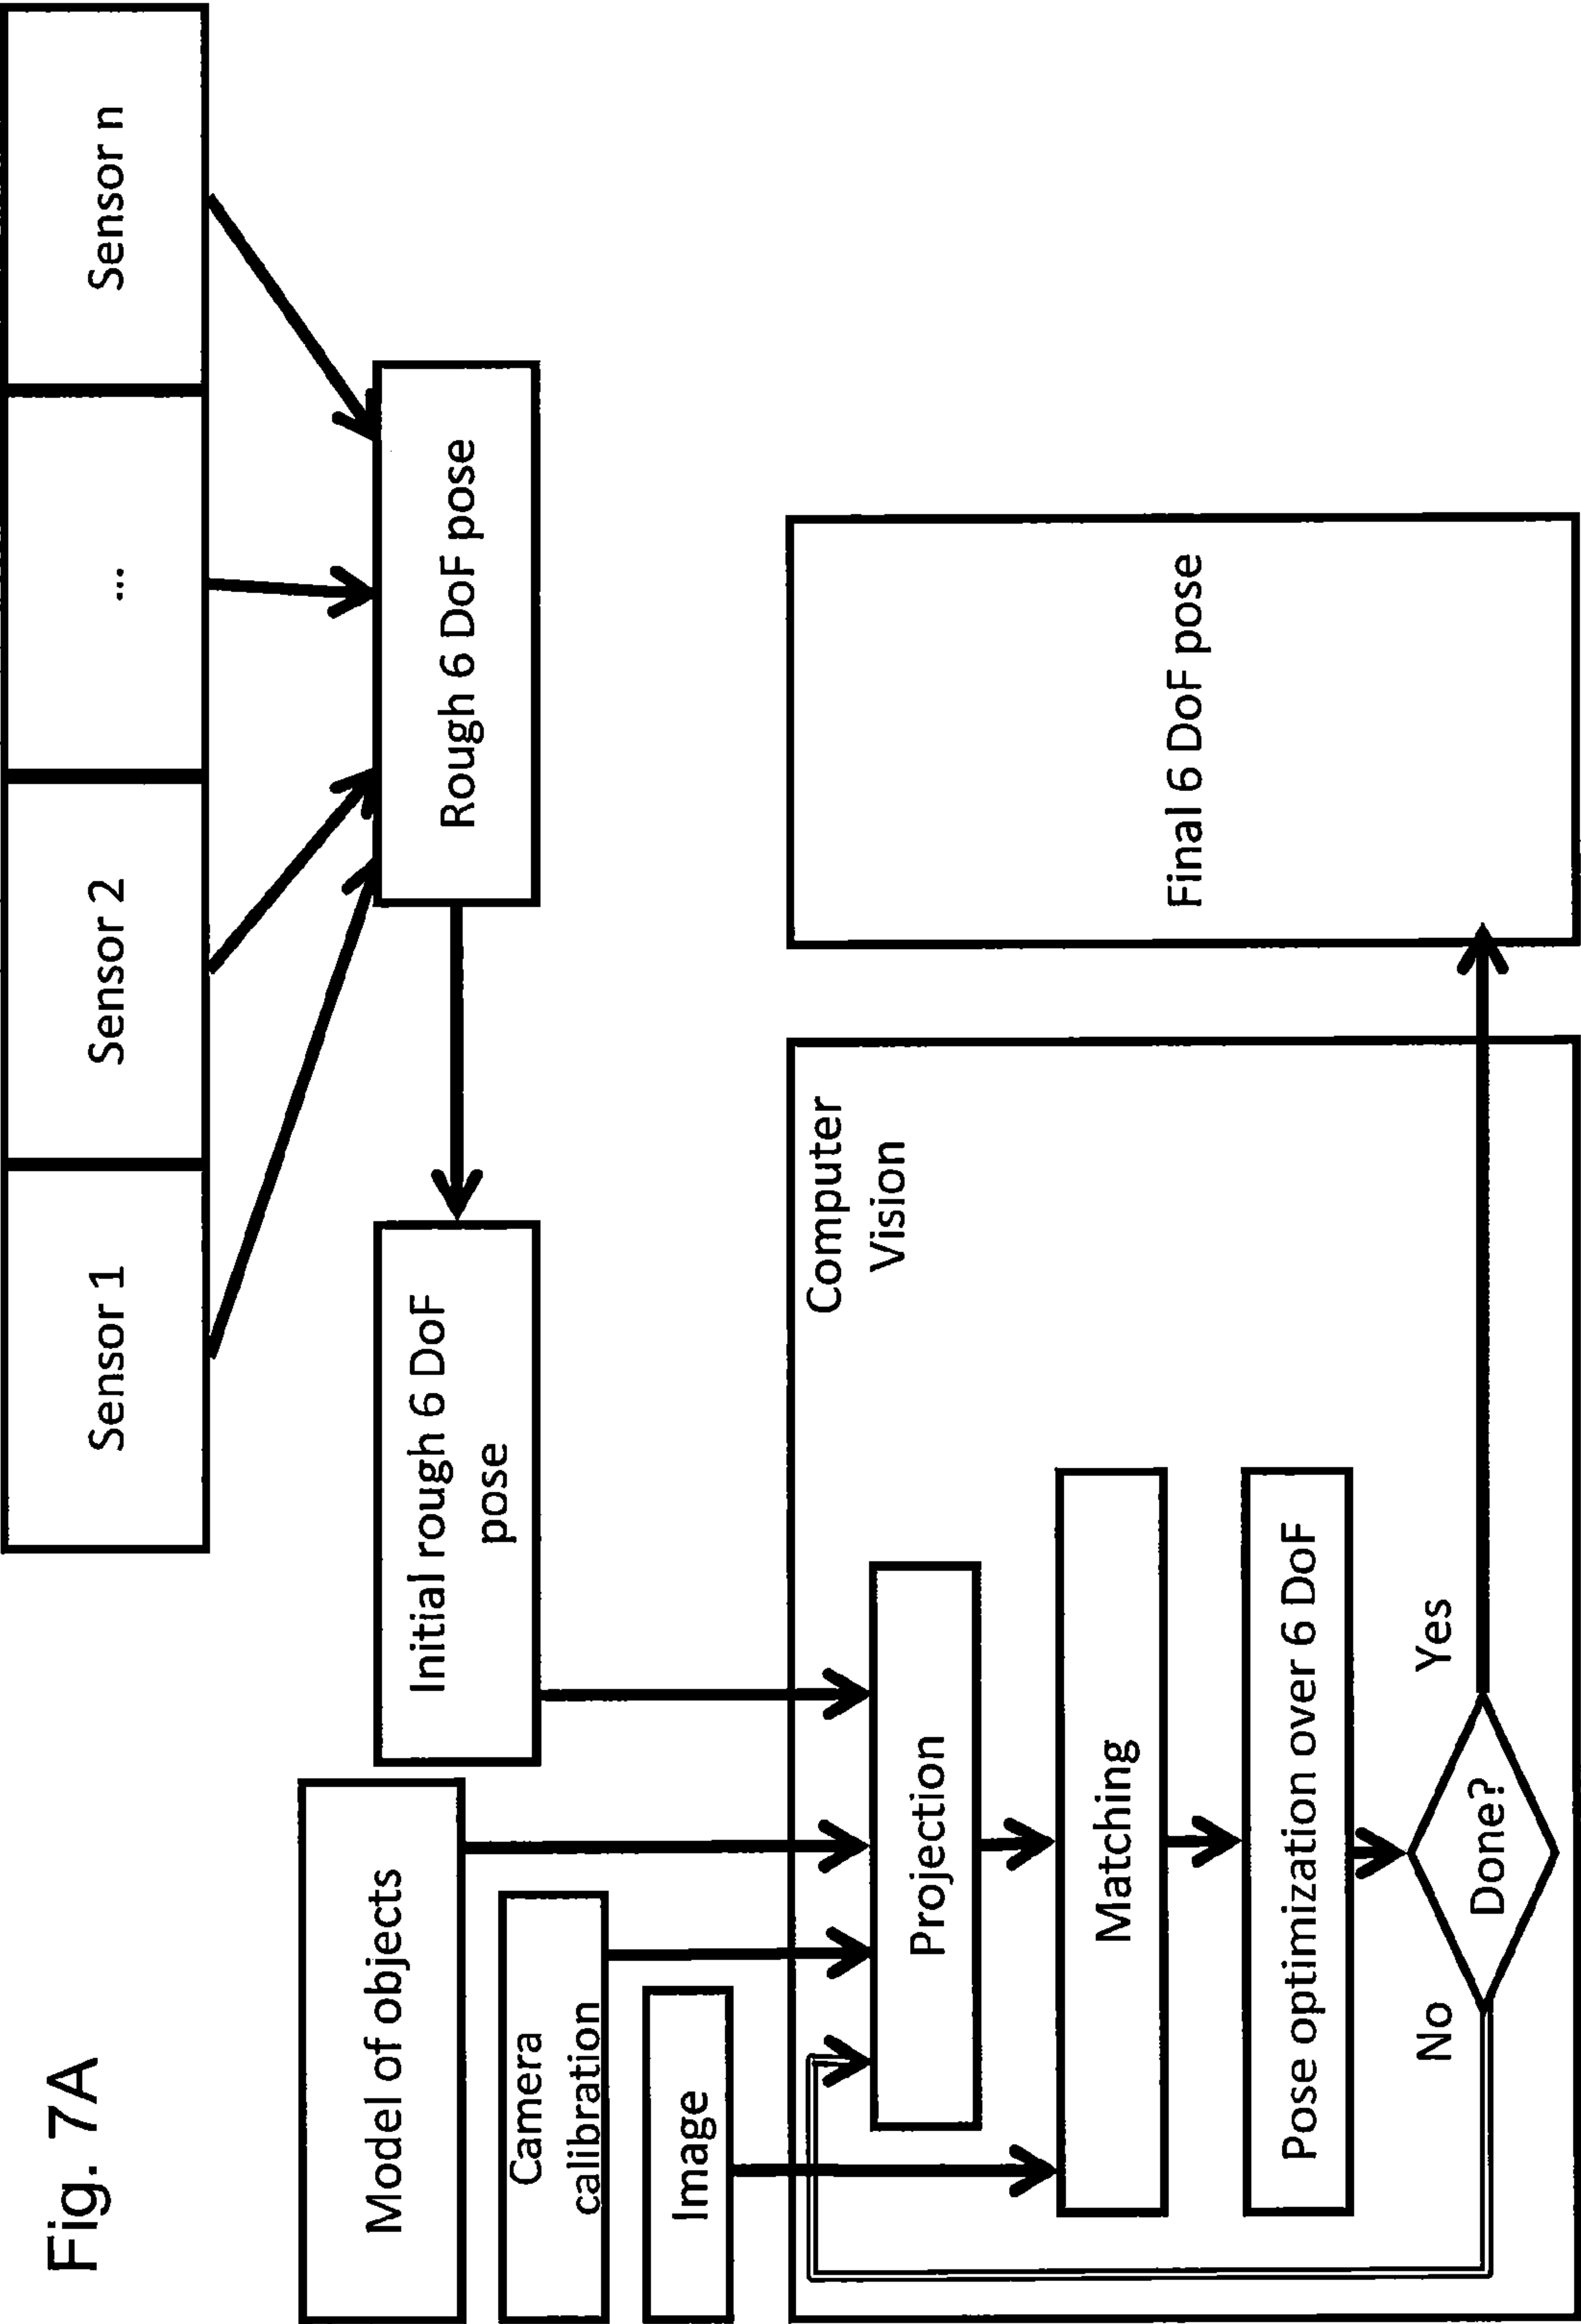 Fig. 7A
Sensor 1
Sensor 2
...
Sensor n
Model of objects
Initial rough 6 DoF
pose
Rough 6 DoF pose
Camera
calibration
Image
Computer
Vision
Projection
Matching
Pose optimization over 6 DoF
No
Done?
Yes
Final 6 DoF pose